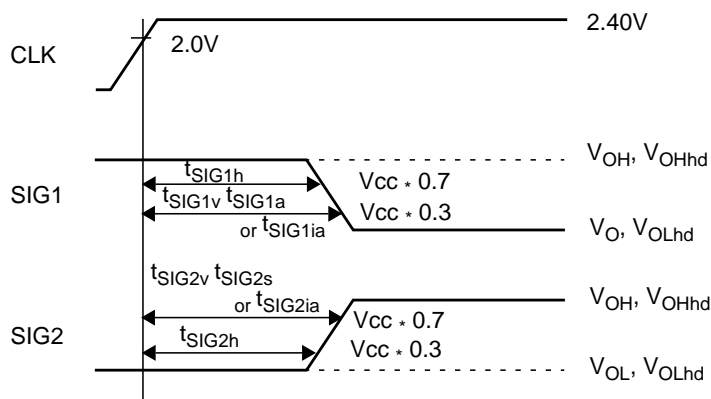 2.40V
CLK
2.0V
tSIG1h
VOH, VOHhd
Vcc * 0.7
SIG1
tSIG1v tSIG1a
Vcc * 0.3
or tSIG1ia
VO, VOLhd
tSIG2v tSIG2s
or tSIG2ia
VOH, VOHhd
Vcc * 0.7
SIG2
tSIG2h
Vcc * 0.3
VOL, VOLhd